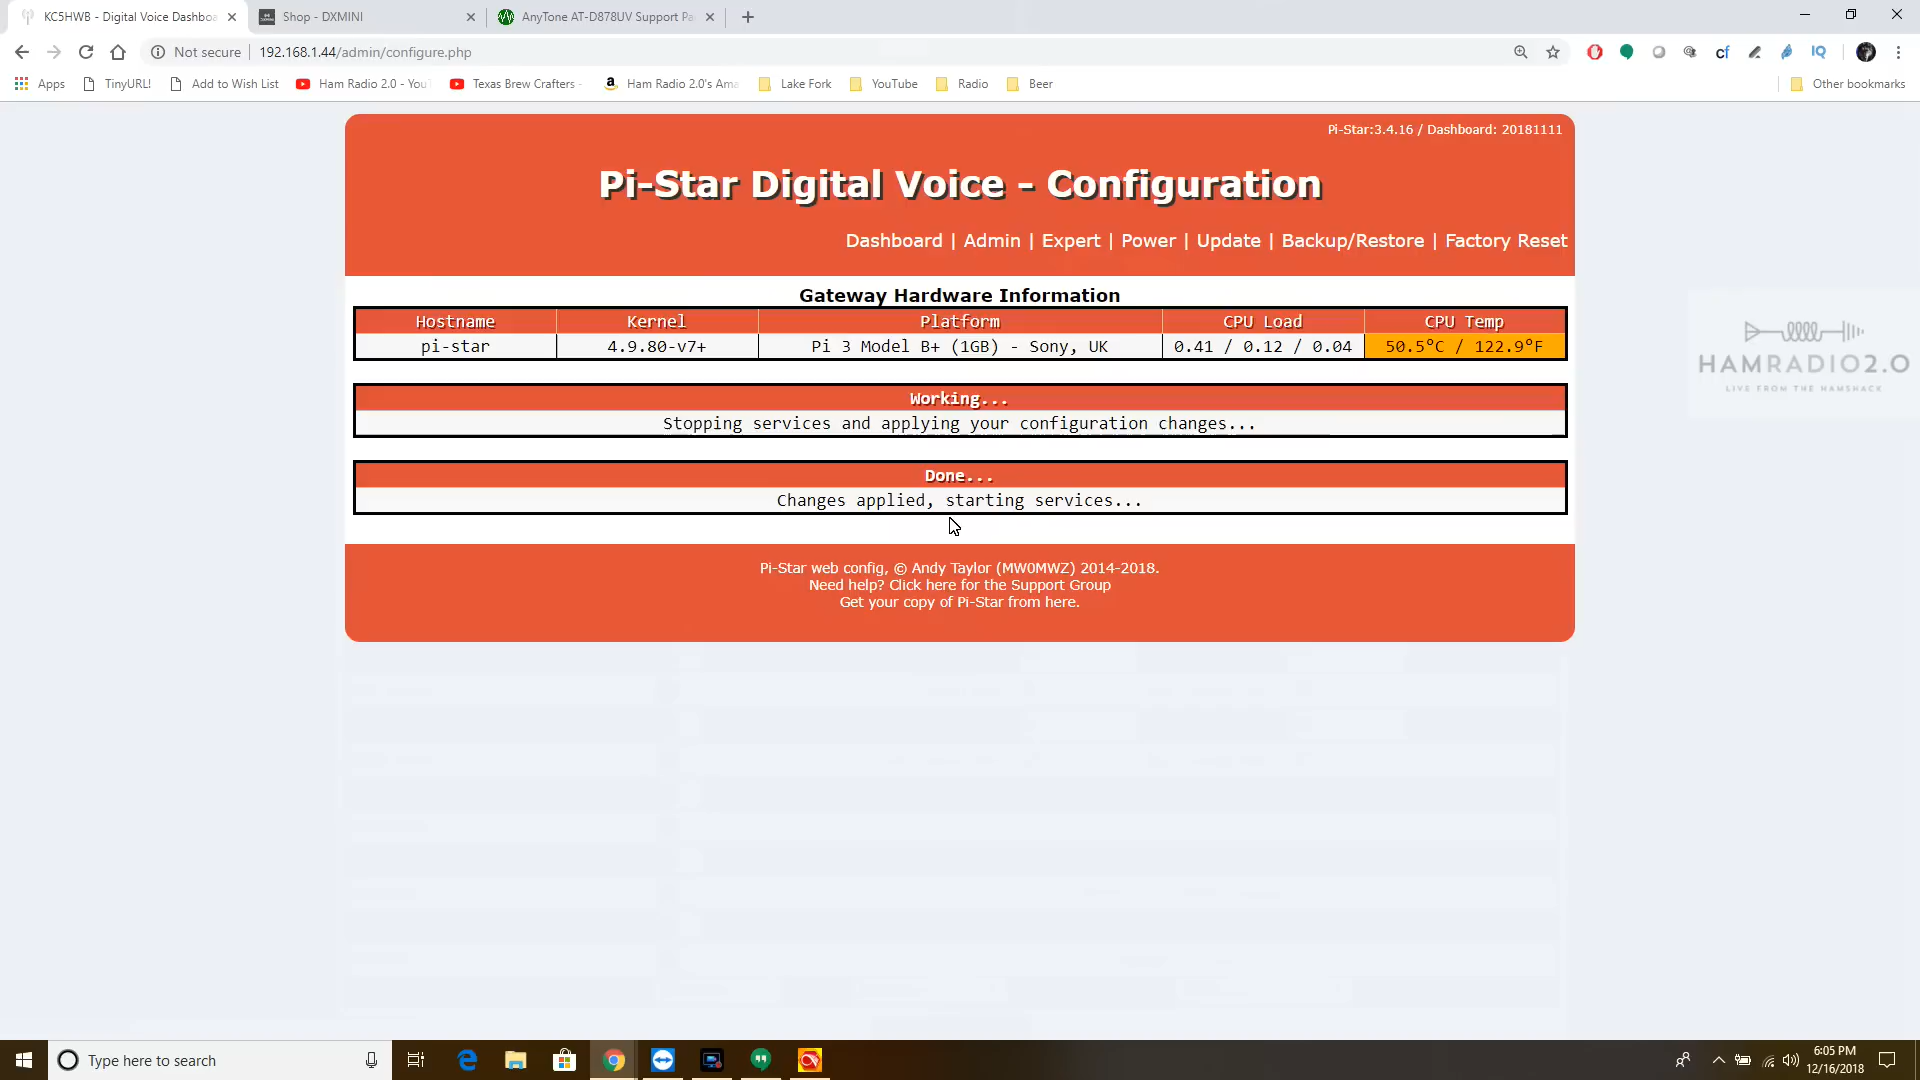 KC5HWB - Digital Voice Dashboa
Shop - DXMINI
AnyTone AT-D878UV Support Pa
Not secure
192.168.1.44/admin/configure.php
Apps
TinyURL!
Add to Wish List
Ham Radio 2.0 - YouT
Texas Brew Crafters -
Ham Radio 2.0's Ama
Lake Fork
YouTube
Radio
Beer
Other bookmarks
Pi-Star:3.4.16 / Dashboard: 20181111
Pi-Star Digital Voice - Configuration
Dashboard | Admin | Expert | Power | Update | Backup/Restore | Factory Reset
Gateway Hardware Information
Hostname Kernel Platform CPU Load CPU Temp
pi-star 4.9.80-v7+ Pi 3 Model B+ (1GB) - Sony, UK 0.41 / 0.12 / 0.04 50.5ºC / 122.9ºF
HAMRADIO2.0
LIVE FROM THE HAMSHACK
Working...
Stopping services and applying your configuration changes...
Done...
Changes applied, starting services...
Pi-Star web config, © Andy Taylor (MW0MWZ) 2014-2018.
Need help? Click here for the Support Group
Get your copy of Pi-Star from here.
Type here to search
6:05 PM
12/16/2018